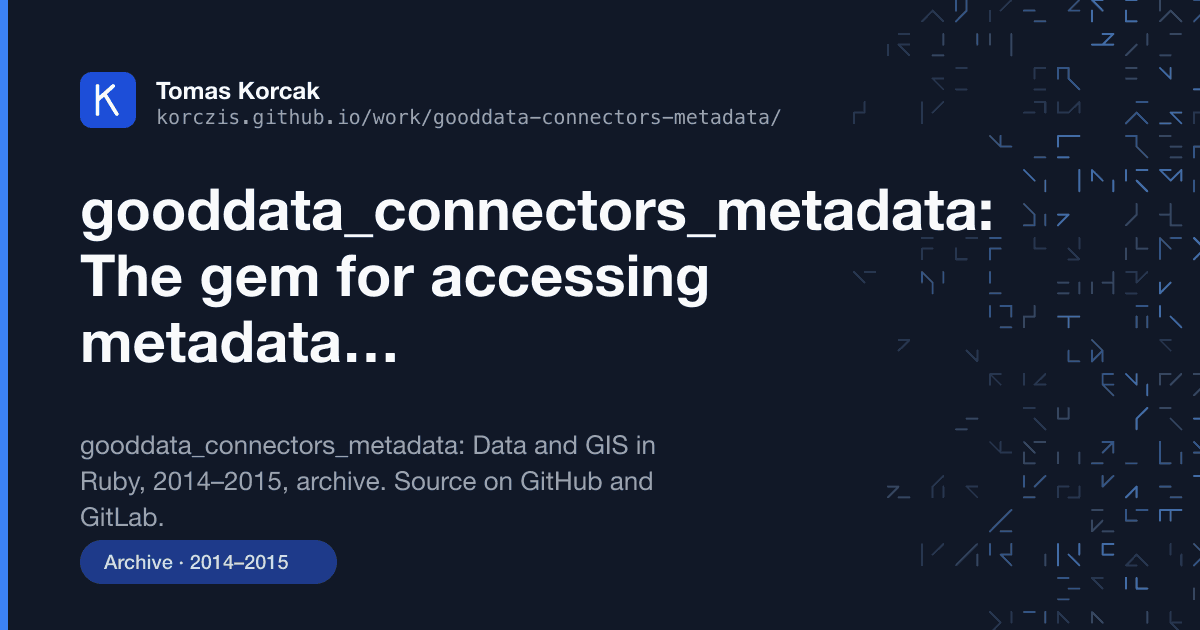 K
Tomas Korcak
korczis.github.io/work/gooddata-connectors-metadata/
gooddata_connectors_metadata:
The gem for accessing
metadata…
gooddata_connectors_metadata: Data and GIS in
Ruby, 2014–2015, archive. Source on GitHub and
GitLab.
Archive · 2014–2015